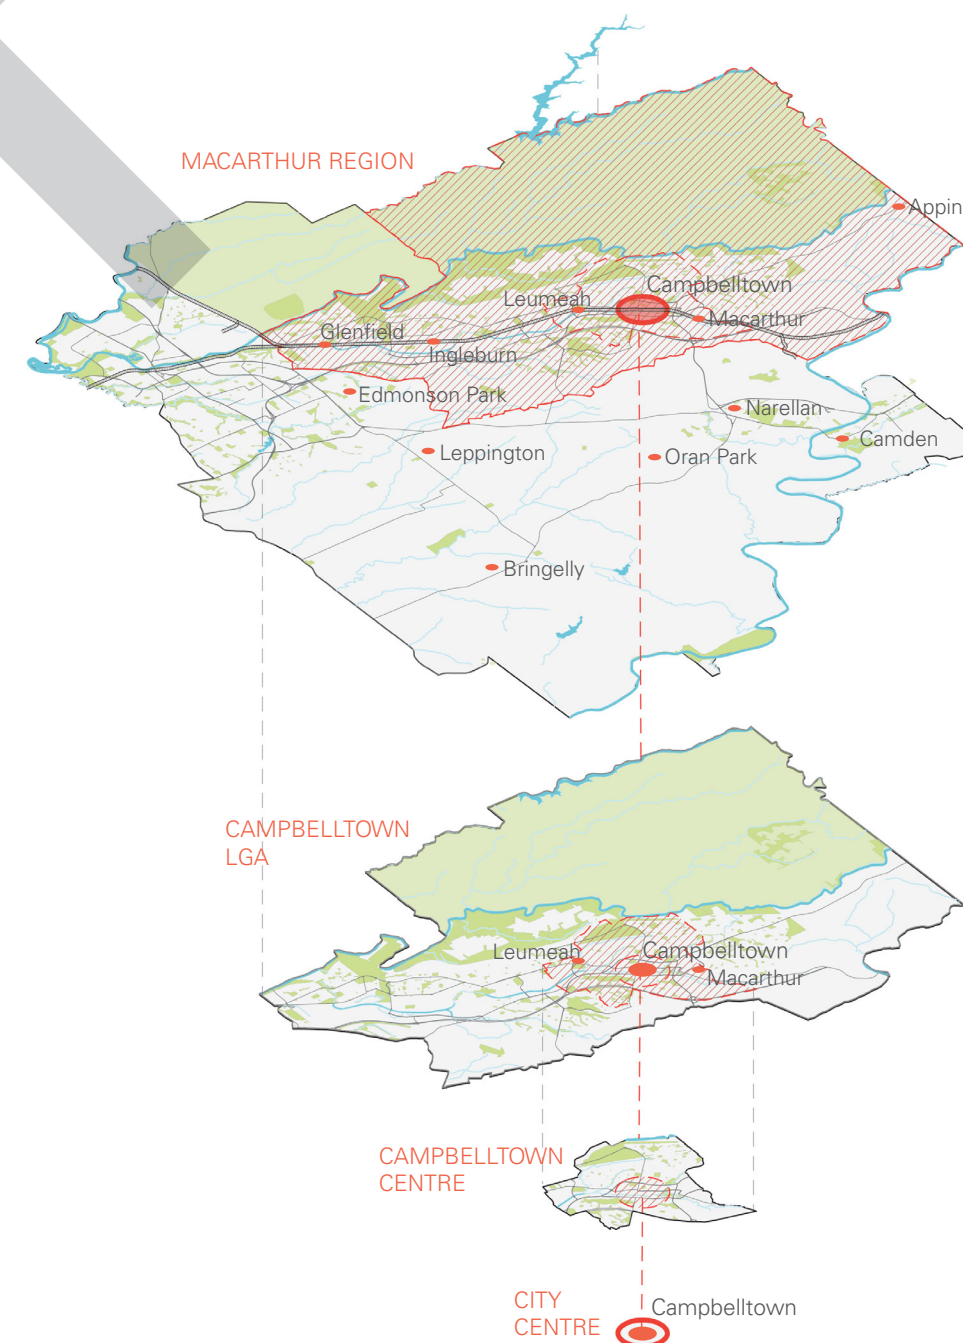 MACARTHUR REGION
Appin
Campbelltown
Leumeah
Macarthur
Glenfield
Ingleburn
Edmonson Park
Narellan
Camden
Leppington
Oran Park
Bringelly
CAMPBELLTOWN
LGA
Leumeah
Campbelltown
Macarthur
CAMPBELLTOWN
CENTRE
CITY
CENTRE
Campbelltown